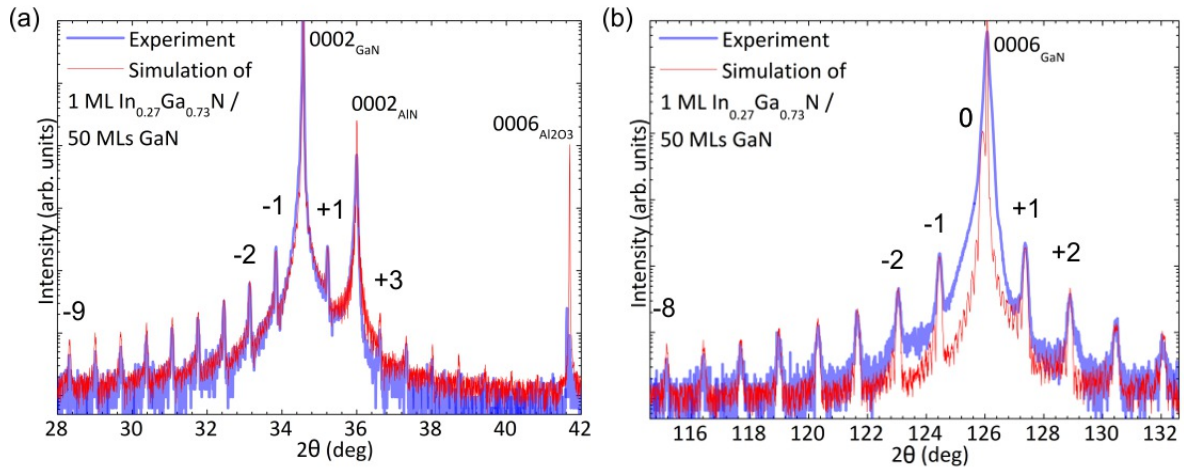 (a)
Intensity (arb. units)
Experiment
Simulation of
1 ML In0.27Ga0.73N /
50 MLs GaN
0002GaN
0002AlN
0006Al2O3
-9
-2
-1
+1
+3
28 30 32 34 36 38 40 42
2θ (deg)
(b)
Intensity (arb. units)
Experiment
Simulation of
1 ML In0.27Ga0.73N /
50 MLs GaN
0006GaN
0
-8
-2
-1
+1
+2
116 118 120 122 124 126 128 130 132
2θ (deg)